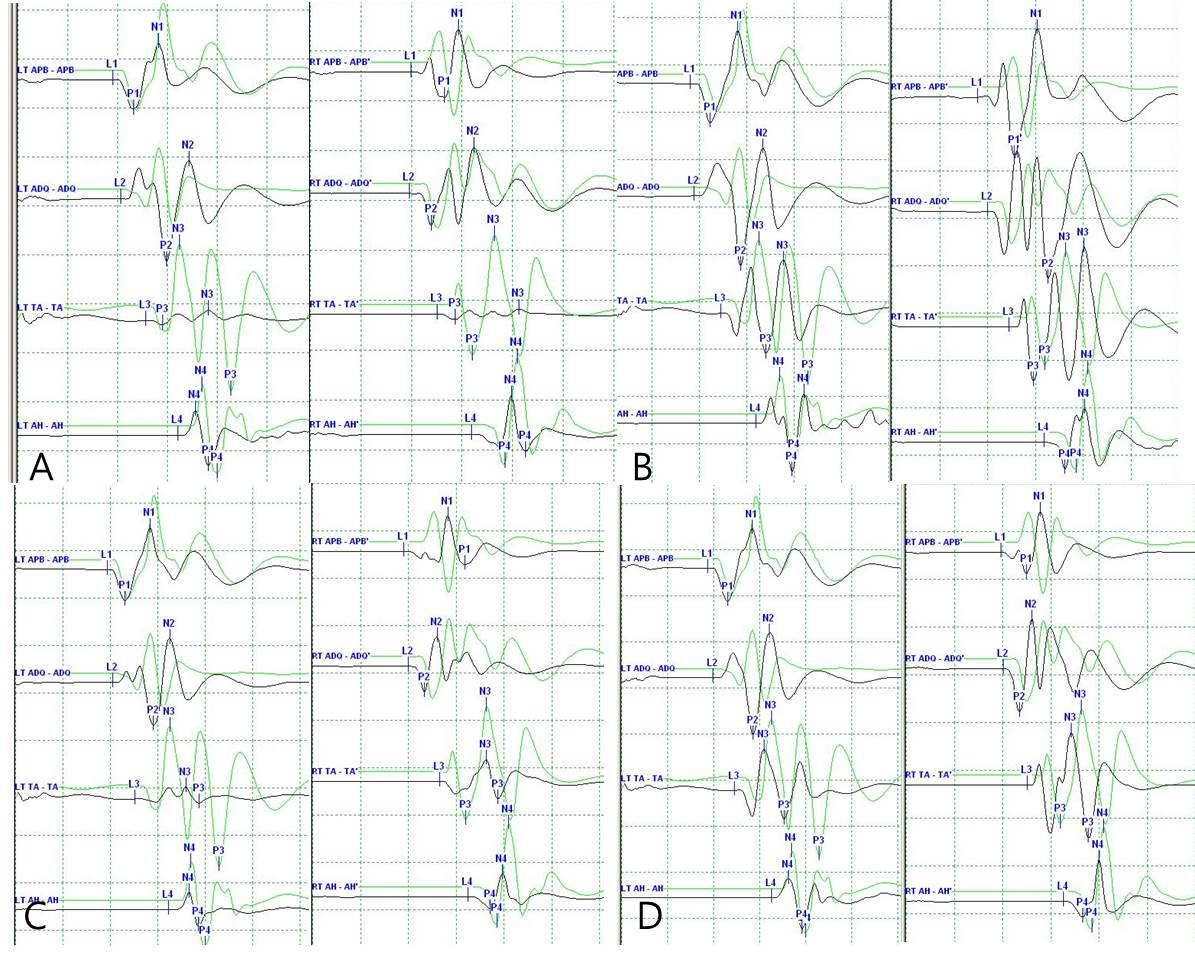 N1
L1
LT APB - APB
P1
N2
L2
LT ADQ - ADQ
P2
N3
N3
L3
P3
LT TA - TA
N4
P3
N4
L4
LT AH - AH
P4
P4
A
N1
L1
RT APB - APB'
P1
N2
L2
RT ADQ - ADQ'
P2
N3
N3
L3
P3
RT TA - TA'
P3
N4
N4
L4
RT AH - AH'
P4
P4
N1
L1
APB - APB
P1
N2
L2
ADQ - ADQ
P2
N3
N3
L3
TA - TA
P3
P3
N4
N4
L4
AH - AH
P4
P4
B
N1
L1
RT APB - APB'
P1
L2
RT ADQ - ADQ'
P2
N3
N3
L3
RT TA - TA'
P3
P3
N4
N4
L4
RT AH - AH'
P4
P4
N1
L1
LT APB - APB
P1
N2
L2
LT ADQ - ADQ
P2
N3
N3
L3
P3
LT TA - TA
P3
N4
N4
L4
LT AH - AH
P4
P4
C
N1
L1
RT APB - APB'
P1
N2
L2
RT ADQ - ADQ'
P2
N3
N3
L3
RT TA - TA'
P3
P3
N4
N4
L4
RT AH - AH'
P4
P4
N1
L1
LT APB - APB
P1
N2
L2
LT ADQ - ADQ
P2
N3
N3
L3
LT TA - TA
P3
P3
N4
N4
L4
LT AH - AH
P4
D
N1
L1
RT APB - APB'
P1
N2
L2
RT ADQ - ADQ'
P2
N3
N3
L3
RT TA - TA'
P3
P3
N4
N4
L4
RT AH - AH'
P4
P4